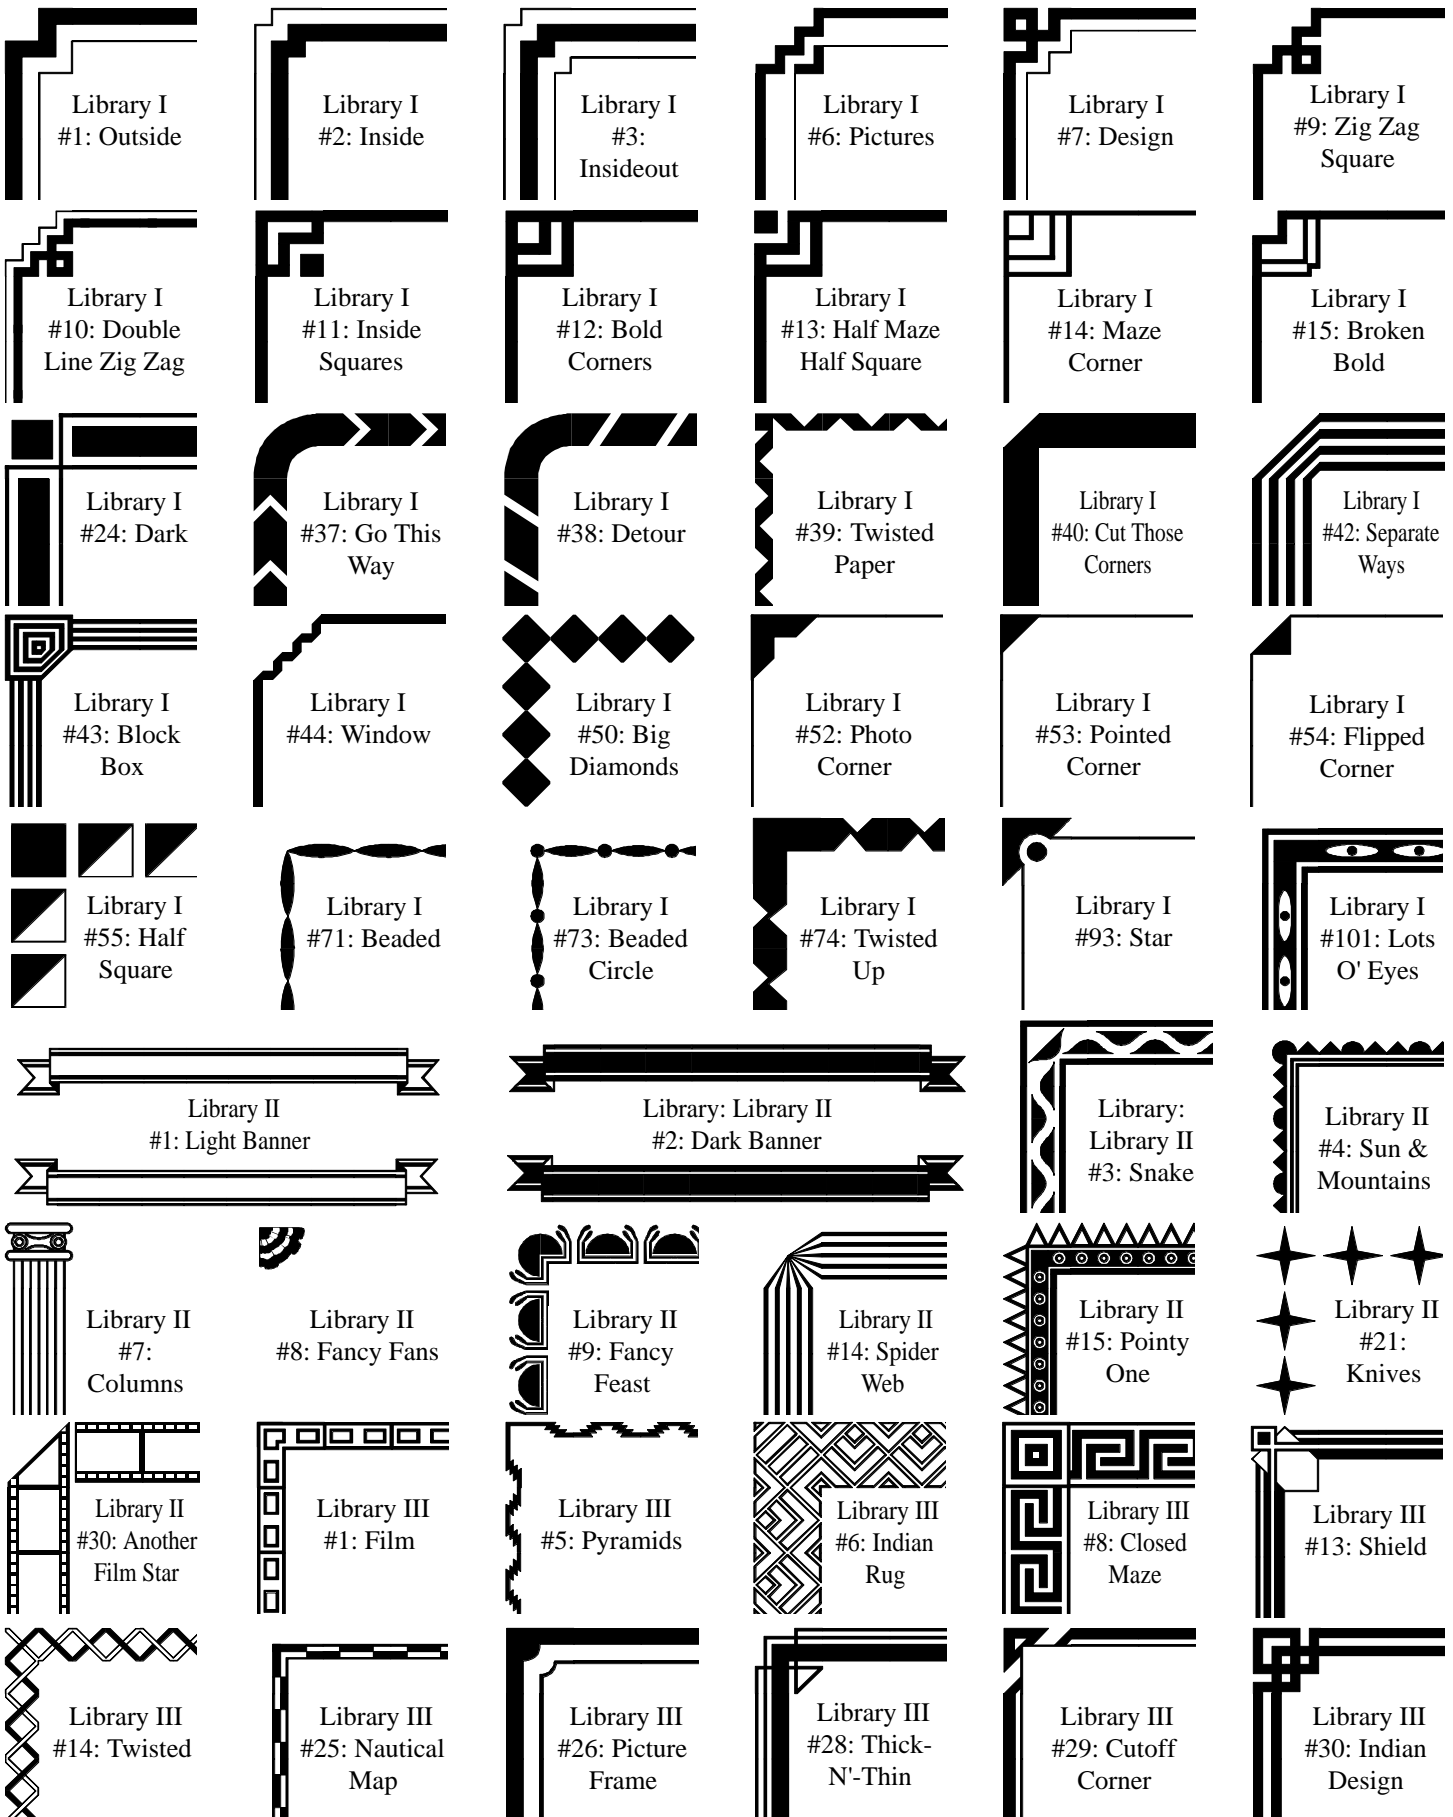 Library I
#1: Outside
Library I
#2: Inside
Library I
#3:
Insideout
Library I
#6: Pictures
Library I
#7: Design
Library I
#9: Zig Zag
Square
Library I
#10: Double
Line Zig Zag
Library I
#11: Inside
Squares
Library I
#12: Bold
Corners
Library I
#13: Half Maze
Half Square
Library I
#14: Maze
Corner
Library I
#15: Broken
Bold
Library I
#24: Dark
Library I
#37: Go This
Way
Library I
#38: Detour
Library I
#39: Twisted
Paper
Library I
#40: Cut Those
Corners
Library I
#42: Separate
Ways
Library I
#43: Block
Box
Library I
#44: Window
Library I
#50: Big
Diamonds
Library I
#52: Photo
Corner
Library I
#53: Pointed
Corner
Library I
#54: Flipped
Corner
Library I
#55: Half
Square
Library I
#71: Beaded
Library I
#73: Beaded
Circle
Library I
#74: Twisted
Up
Library I
#93: Star
Library I
#101: Lots
O' Eyes
Library II
#1: Light Banner
Library: Library II
#2: Dark Banner
Library:
Library II
#3: Snake
Library II
#4: Sun &
Mountains
Library II
#7:
Columns
Library II
#8: Fancy Fans
Library II
#9: Fancy
Feast
Library II
#14: Spider
Web
Library II
#15: Pointy
One
Library II
#21:
Knives
Library II
#30: Another
Film Star
Library III
#1: Film
Library III
#5: Pyramids
Library III
#6: Indian
Rug
Library III
#8: Closed
Maze
Library III
#13: Shield
Library III
#14: Twisted
Library III
#25: Nautical
Map
Library III
#26: Picture
Frame
Library III
#28: Thick-
N'-Thin
Library III
#29: Cutoff
Corner
Library III
#30: Indian
Design